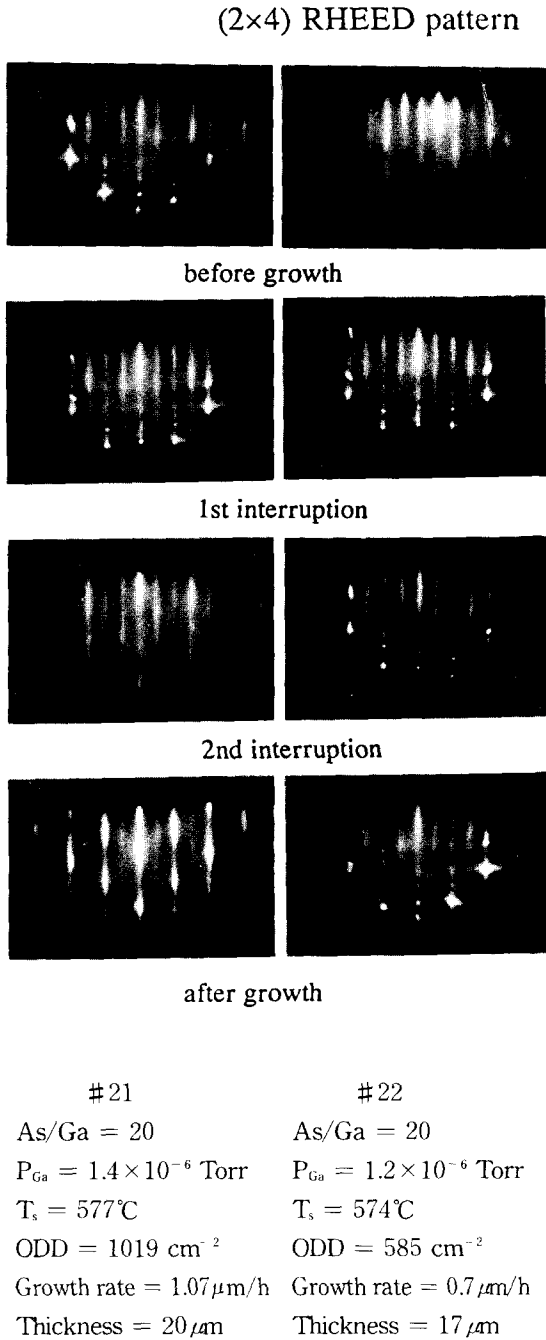 (2×4) RHEED pattern
before growth
1st interruption
2nd interruption
after growth
#21
As/Ga = 20
P_Ga = 1.4×10⁻⁶ Torr
Tₛ = 577℃
ODD = 1019 cm⁻²
Growth rate = 1.07μm/h
Thickness = 20μm
#22
As/Ga = 20
P_Ga = 1.2×10⁻⁶ Torr
Tₛ = 574℃
ODD = 585 cm⁻²
Growth rate = 0.7μm/h
Thickness = 17μm